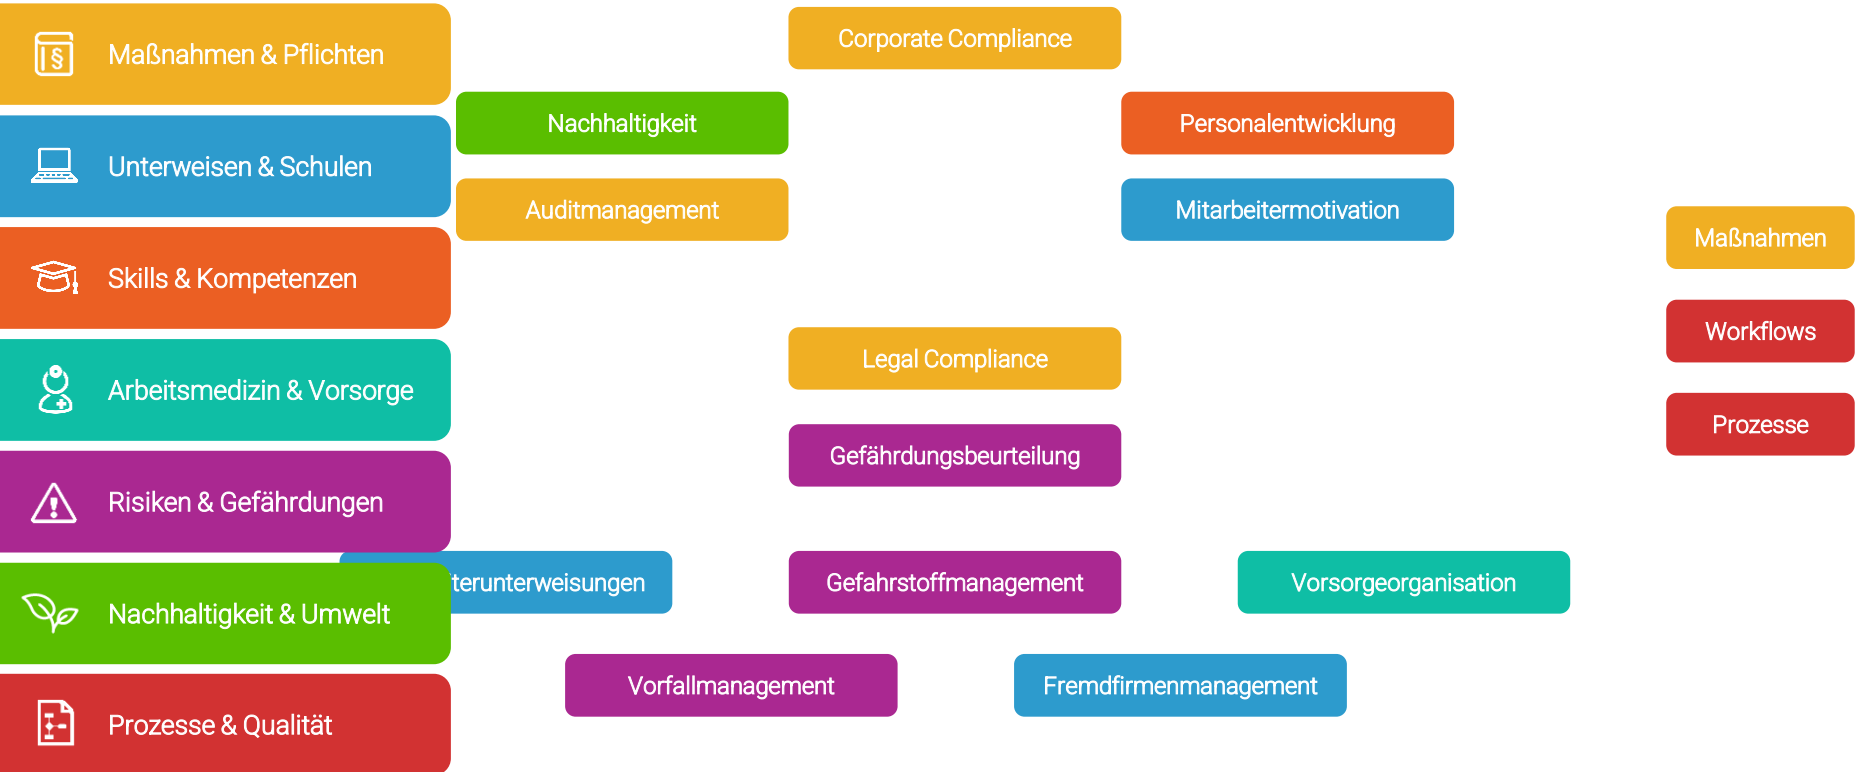 Maßnahmen & Pflichten
Unterweisen & Schulen
Skills & Kompetenzen
Arbeitsmedizin & Vorsorge
Risiken & Gefährdungen
Nachhaltigkeit & Umwelt
Prozesse & Qualität
Corporate Compliance
Nachhaltigkeit
Personalentwicklung
Auditmanagement
Mitarbeitermotivation
Legal Compliance
Gefährdungsbeurteilung
terunterweisungen
Gefahrstoffmanagement
Vorsorgeorganisation
Vorfallmanagement
Fremdfirmenmanagement
Maßnahmen
Workflows
Prozesse